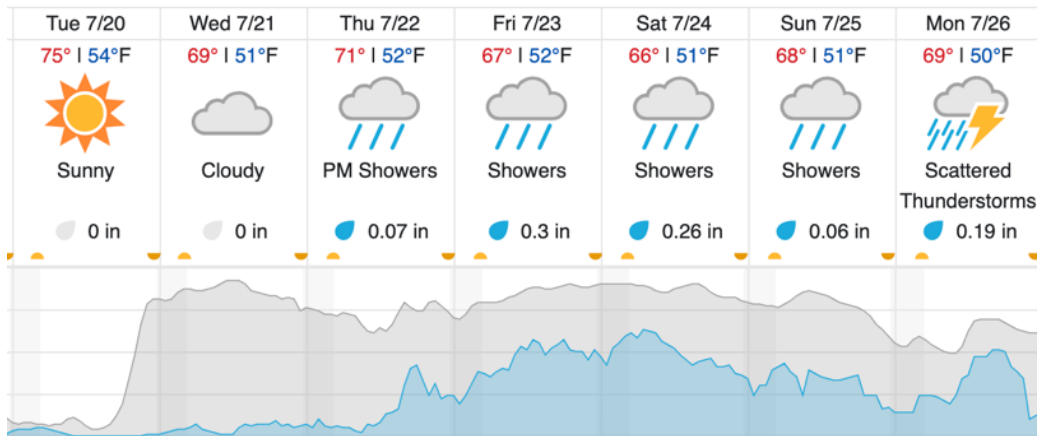 Tue 7/20 Wed 7/21 Thu 7/22 Fri 7/23 Sat 7/24 Sun 7/25 Mon 7/26
75° | 54°F 69° | 51°F 71° | 52°F 67° | 52°F 66° | 51°F 68° | 51°F 69° | 50°F
Sunny Cloudy PM Showers Showers Showers Showers Scattered
Thunderstorms
0 in 0 in 0.07 in 0.3 in 0.26 in 0.06 in 0.19 in